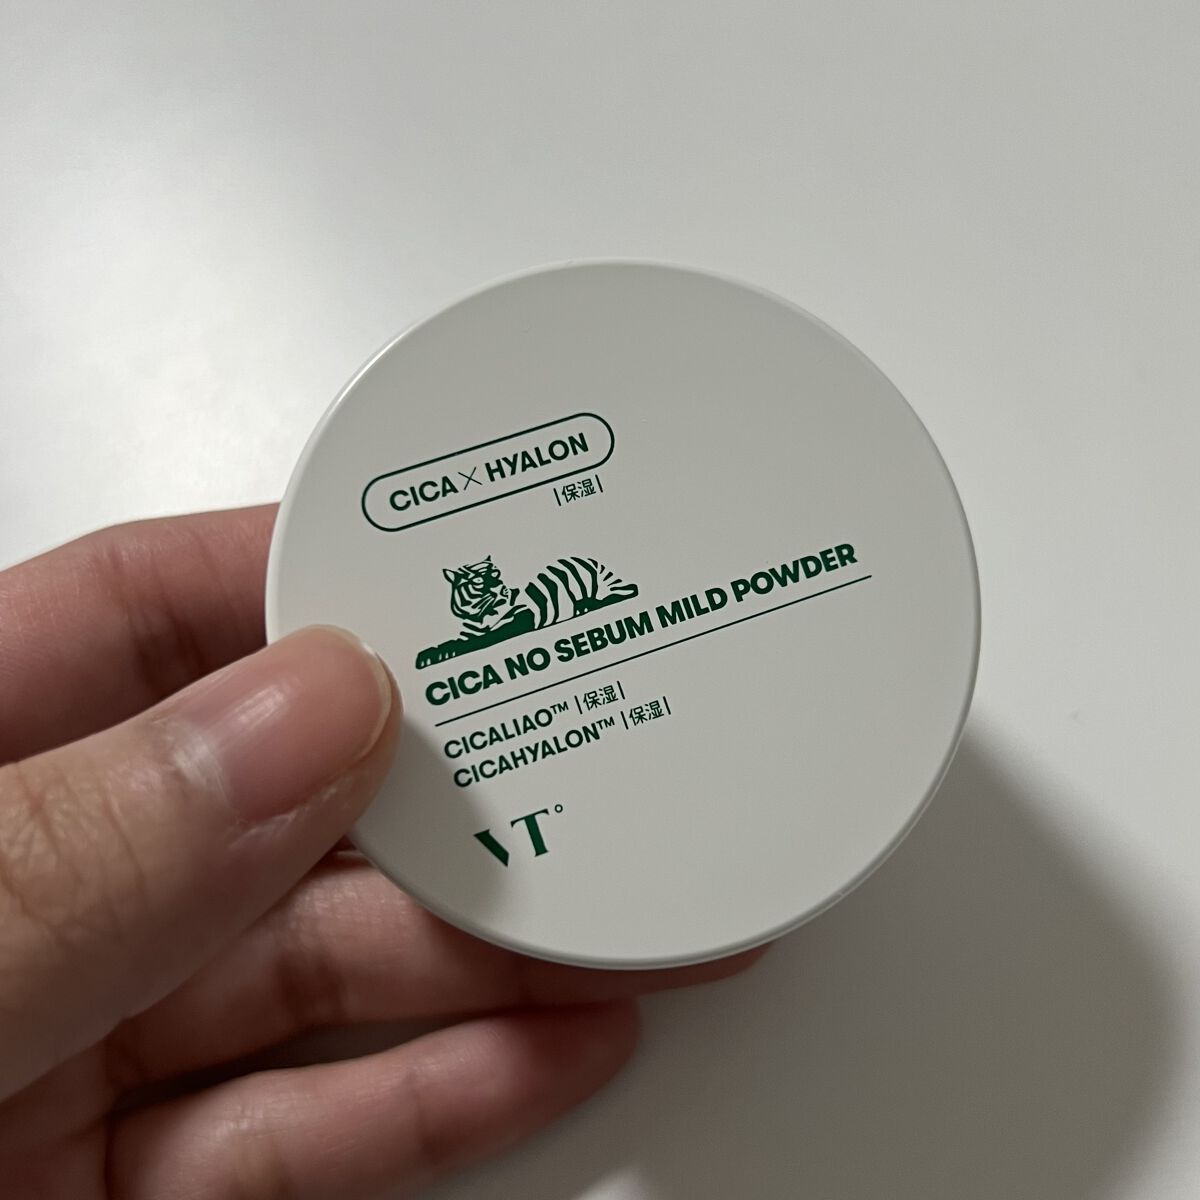 CICA × HYALON
|保湿|
CICA NO SEBUM MILD POWDER
CICALIAO™ |保湿|
CICAHYALON™ |保湿|
VT°